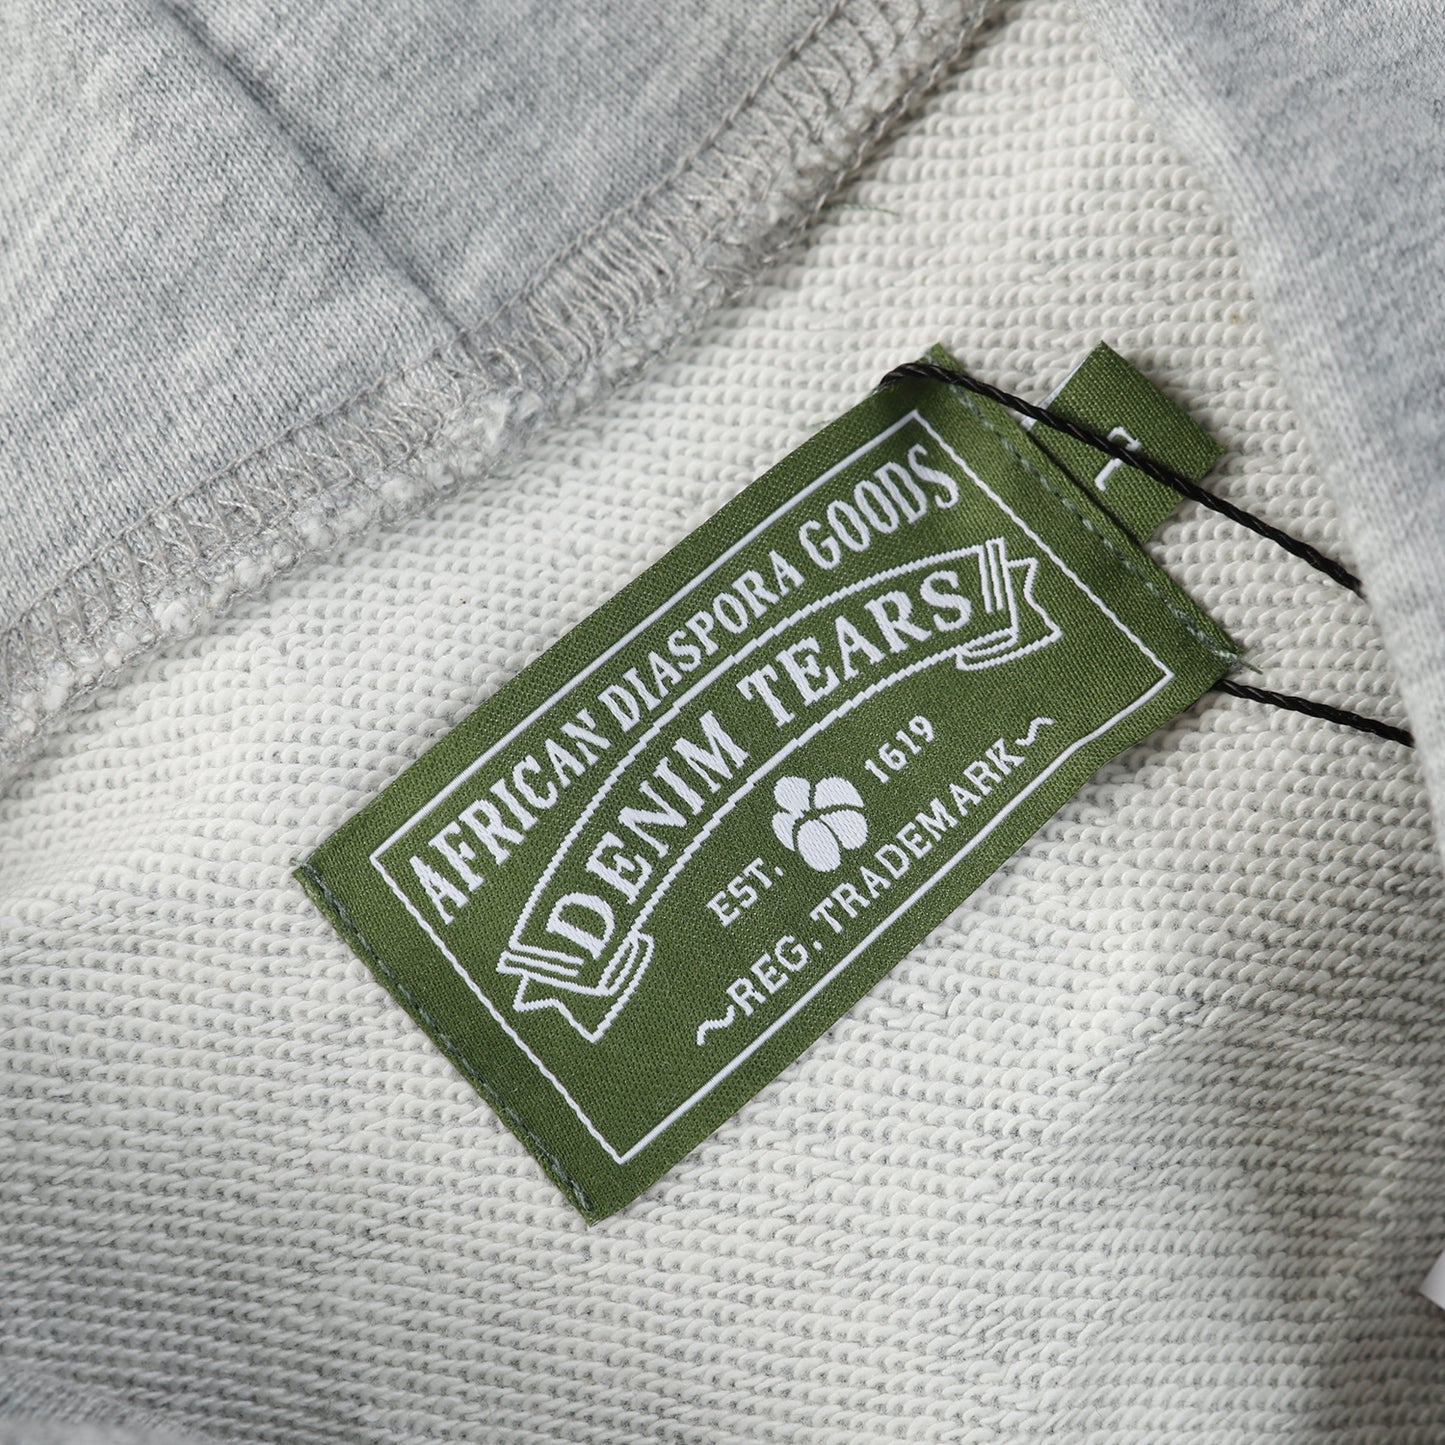 AFRICAN DIASPORA GOODS
DENIM TEARS
EST. 1619
~REG. TRADEMARK~